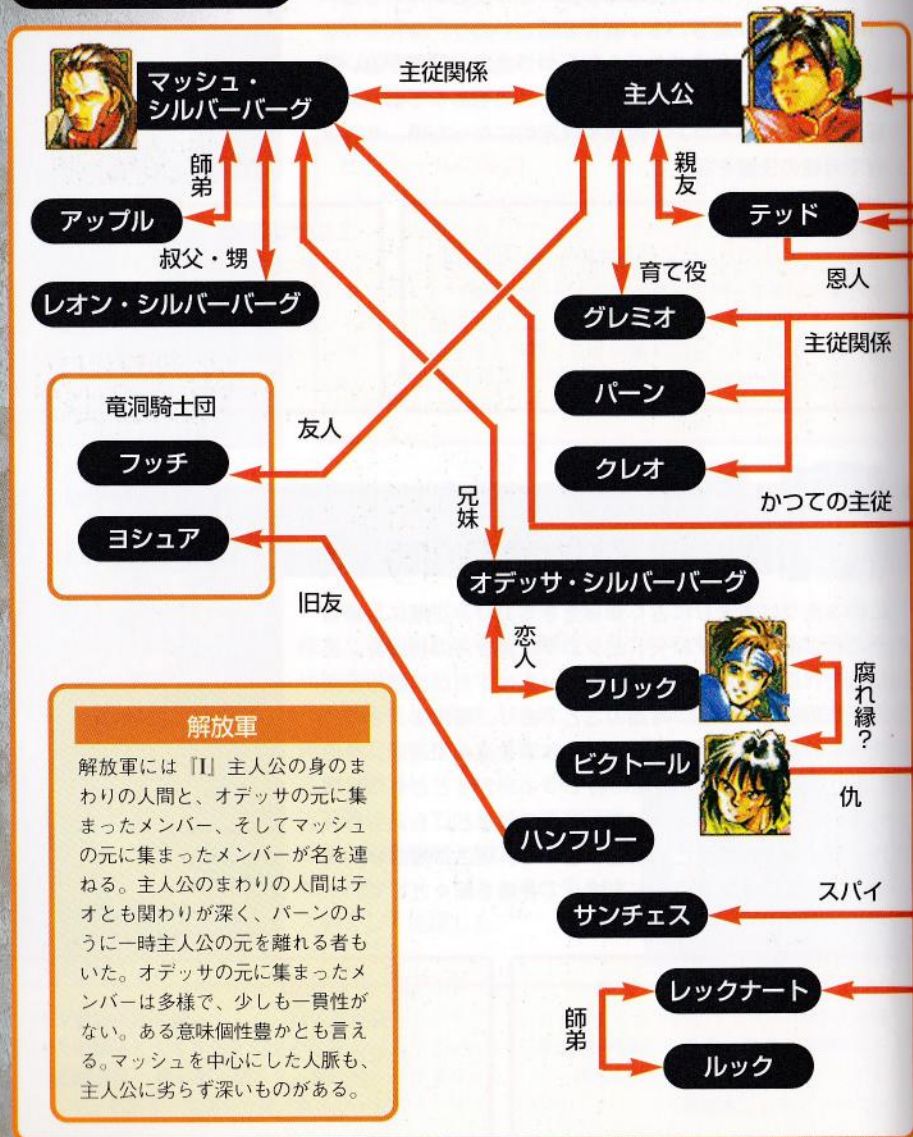 マッシュ・
シルバーバーグ
主従関係
主人公
師弟
親友
アップル
テッド
叔父・甥
育て役
恩人
レオン・シルバーバーグ
グレミオ
主従関係
竜洞騎士団
パーン
友人
フッチ
クレオ
兄妹
かつての主従
ヨシュア
オデッサ・シルバーバーグ
旧友
恋人
フリック
腐れ縁?
ビクトール
仇
ハンフリー
サンチェス
スパイ
レックナート
師弟
ルック
解放軍
解放軍には『I』主人公の身のま
わりの人間と、オデッサの元に集
まったメンバー、そしてマッシュ
の元に集まったメンバーが名を連
ねる。主人公のまわりの人間はテ
オとも関わりが深く、パーンのよ
うに一時主人公の元を離れる者も
いた。オデッサの元に集まったメ
ンバーは多様で、少しも一貫性が
ない。ある意味個性豊かとも言え
る。マッシュを中心にした人脈も、
主人公に劣らず深いものがある。